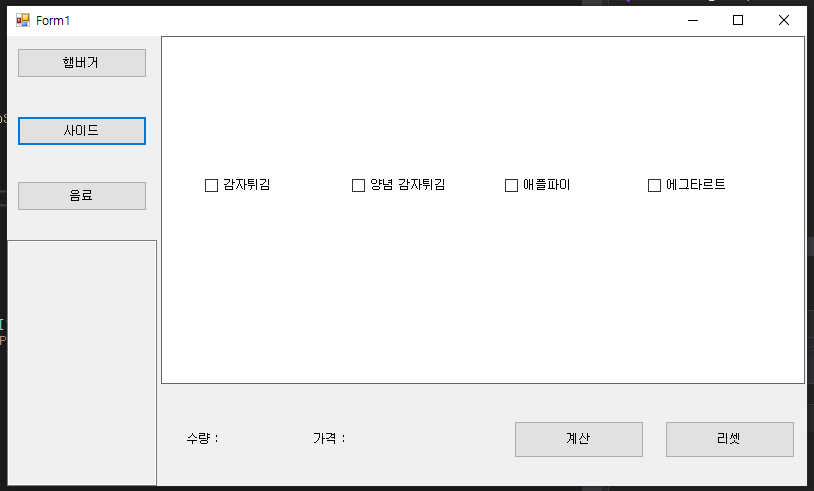 Form1
햄버거
사이드
음료
감자튀김 양념 감자튀김 애플파이 에그타르트
수량 : 가격 : 계산 리셋